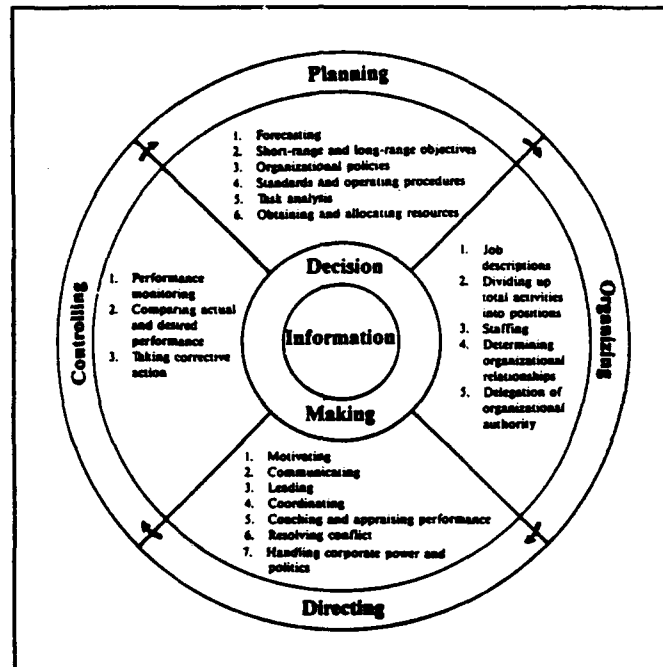 Planning
1. Forecasting
2. Short-range and long-range objectives
3. Organizational policies
4. Standards and operating procedures
5. Task analysis
6. Obtaining and allocating resources
Organizing
1. Job
descriptions
2. Dividing up
total activities
into positions
3. Staffing
4. Determining
organizational
relationships
5. Delegation of
organizational
authority
Directing
1. Motivating
2. Communicating
3. Leading
4. Coordinating
5. Coaching and appraising performance
6. Resolving conflict
7. Handling corporate power and
politics
Controlling
1. Performance
monitoring
2. Comparing actual
and desired
performance
3. Taking corrective
action
Decision
Information
Making